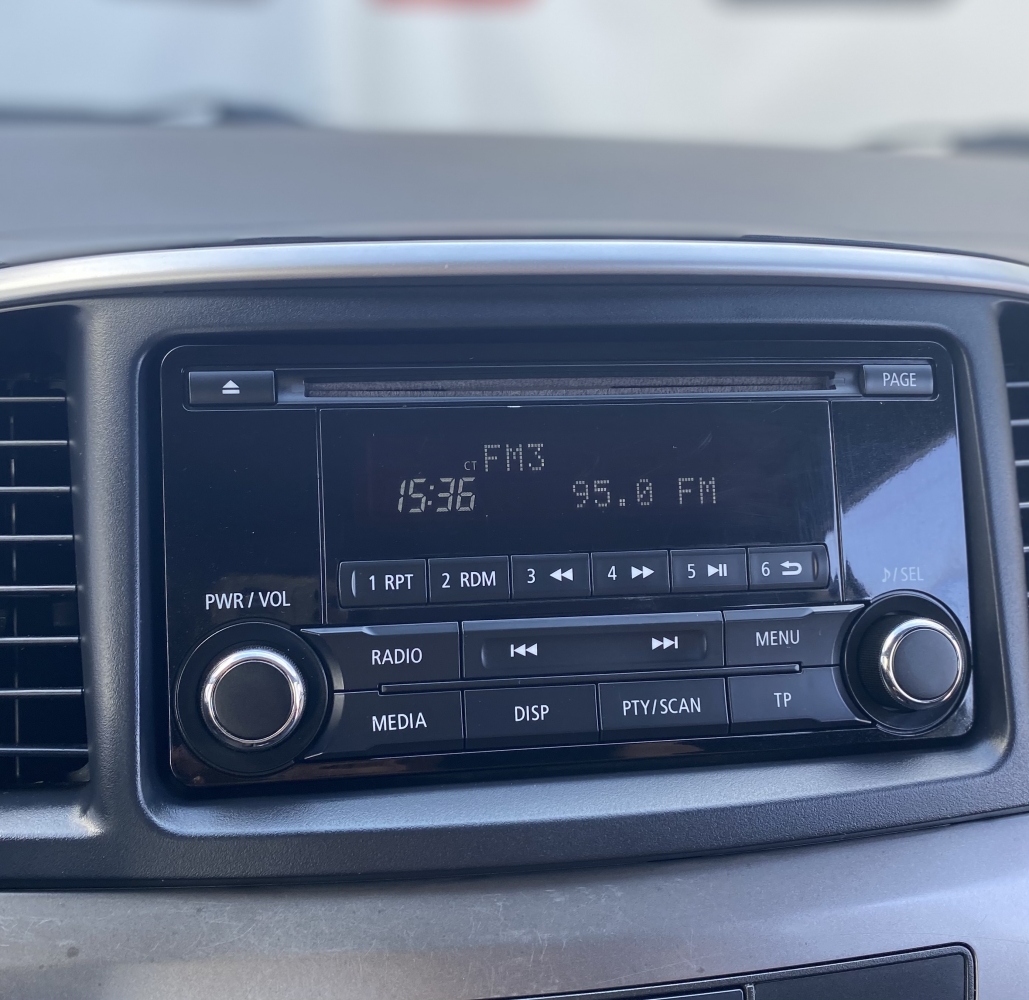 PAGE
CT FM3
15:36 95.0 FM
1 RPT 2 RDM 3 4 5 6
PWR / VOL
/ SEL
RADIO MENU
MEDIA DISP PTY/SCAN TP